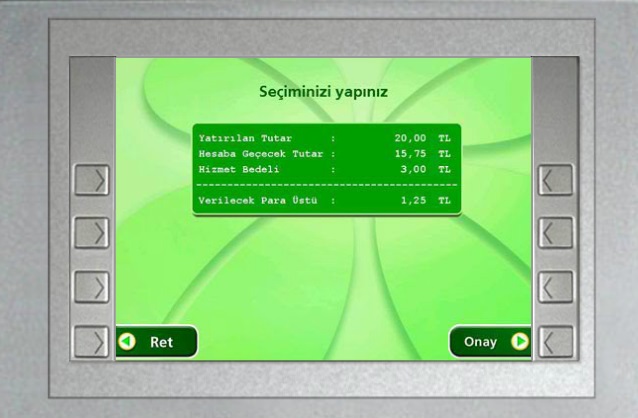 Seçiminizi yapınız
Yatırılan Tutar : 20,00 TL
Hesaba Geçecek Tutar : 15,75 TL
Hizmet Bedeli : 3,00 TL
Verilecek Para Üstü : 1,25 TL
Ret
Onay